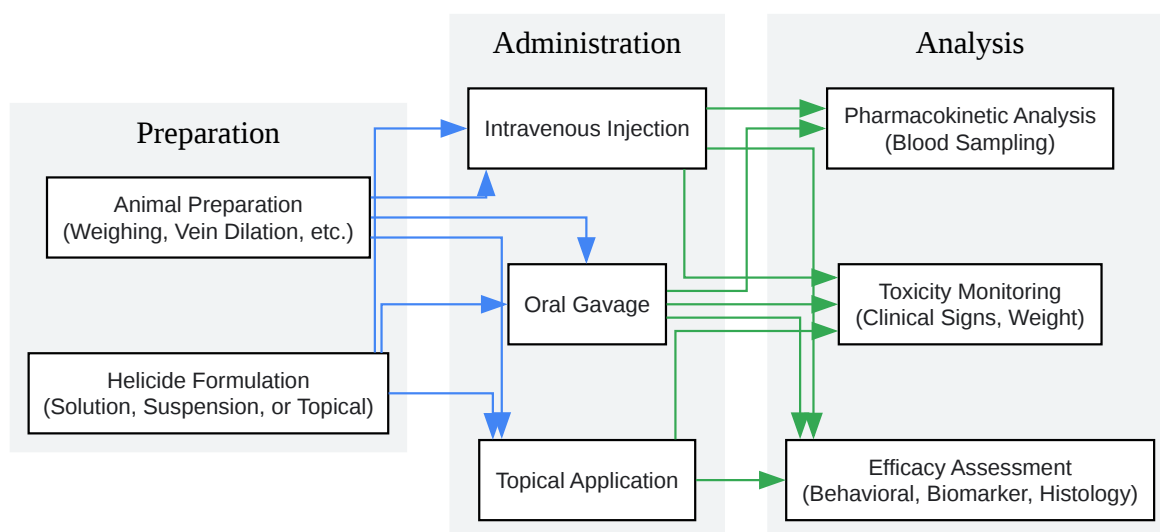 Preparation
Animal Preparation
(Weighing, Vein Dilation, etc.)
Helicide Formulation
(Solution, Suspension, or Topical)
Administration
Intravenous Injection
Oral Gavage
Topical Application
Analysis
Pharmacokinetic Analysis
(Blood Sampling)
Toxicity Monitoring
(Clinical Signs, Weight)
Efficacy Assessment
(Behavioral, Biomarker, Histology)